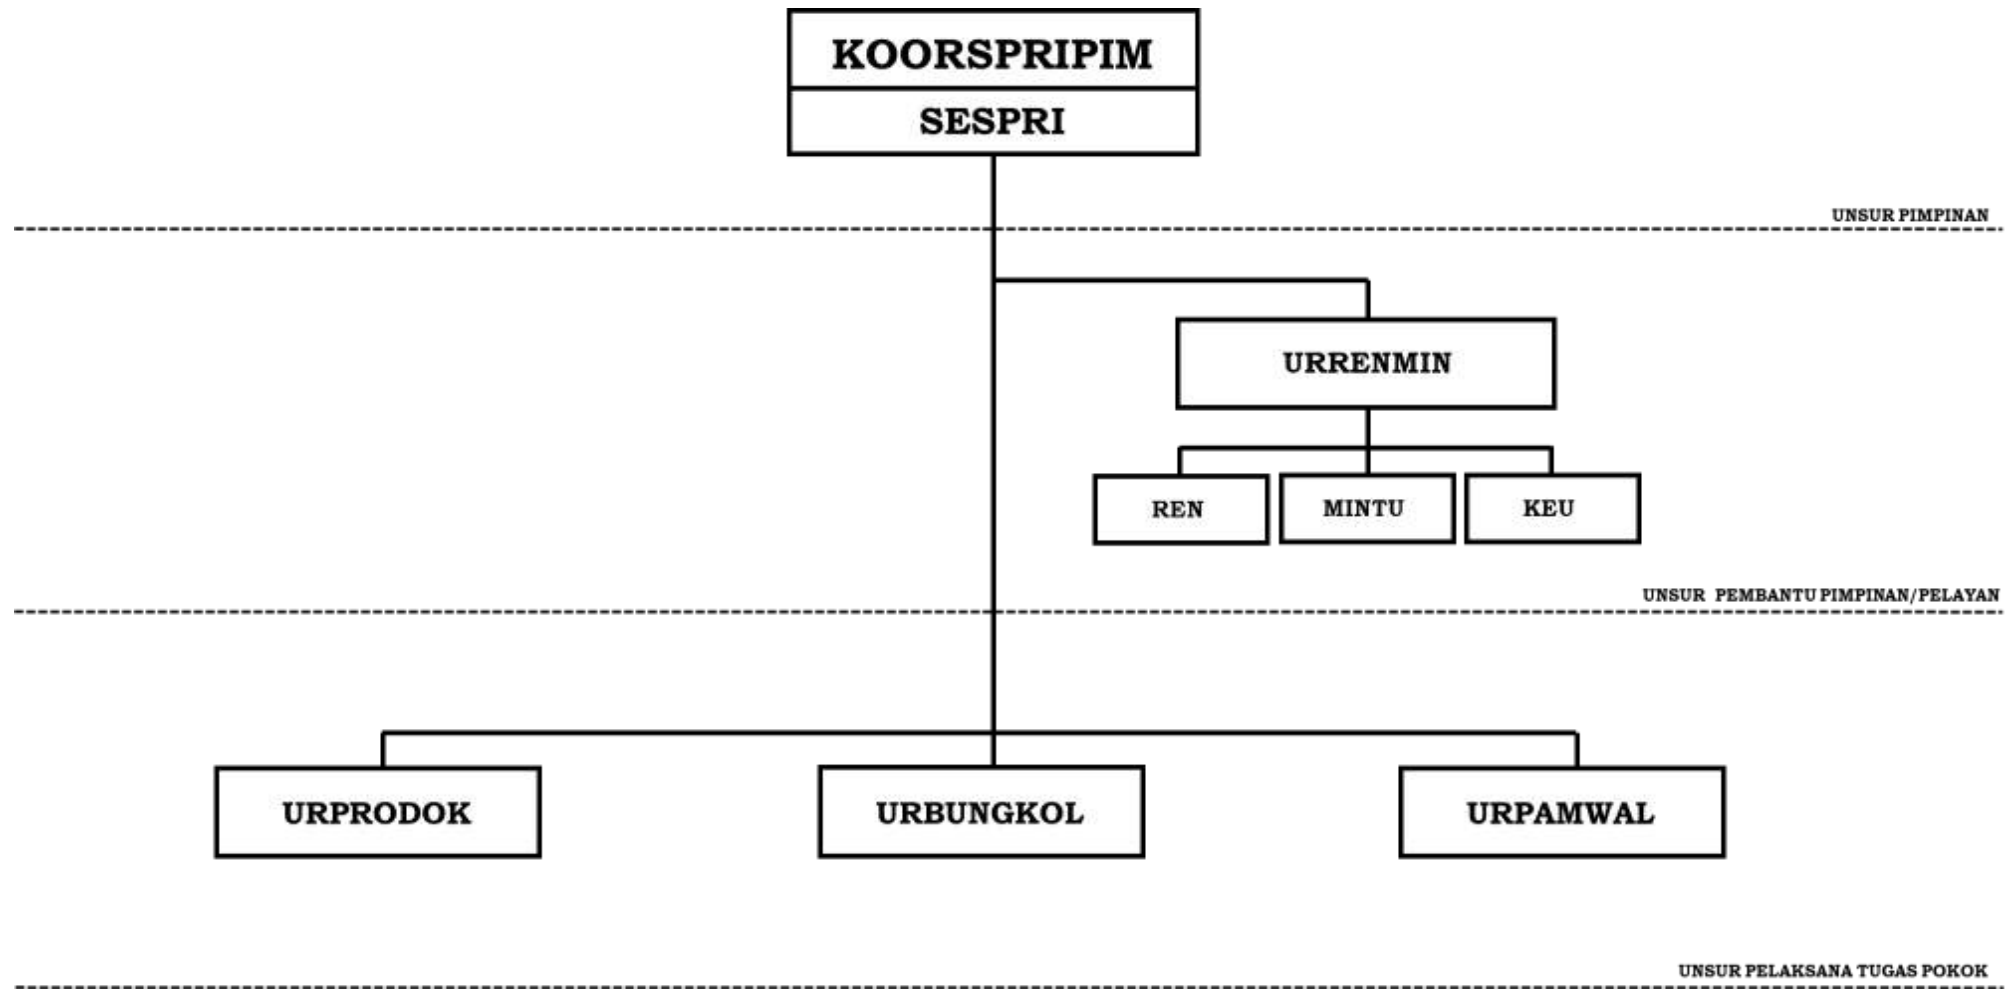 KOORSPRIPIM
SESPRI
UNSUR PIMPINAN
URRENMIN
REN
MINTU
KEU
UNSUR PEMBANTU PIMPINAN/PELAYAN
URPRODOK
URBUNGKOL
URPAMWAL
UNSUR PELAKSANA TUGAS POKOK